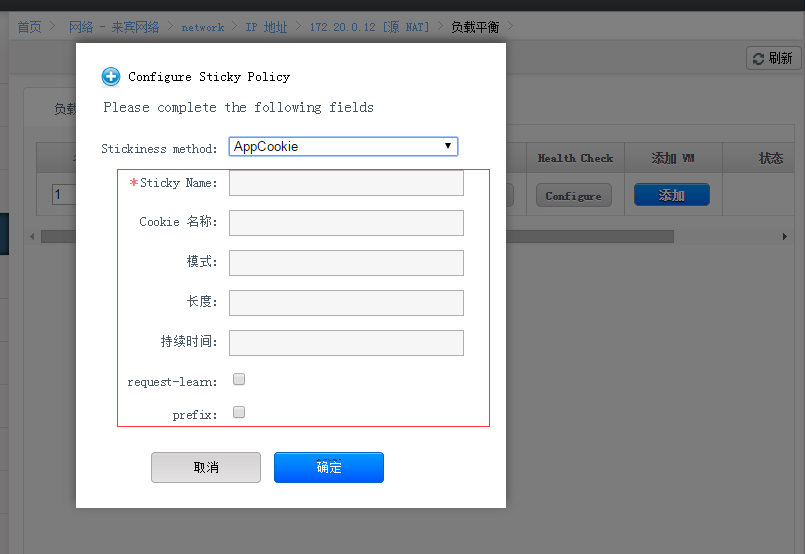 首页 网络 - 来宾网络 network IP 地址 172.20.0.12 [源 NAT] 负载平衡
刷新
负载
Configure Sticky Policy
Please complete the following fields
Stickiness method: AppCookie
Health Check 添加 VM 状态
*Sticky Name:
1 Configure 添加
Cookie 名称:
模式:
长度:
持续时间:
request-learn:
prefix:
取消 确定